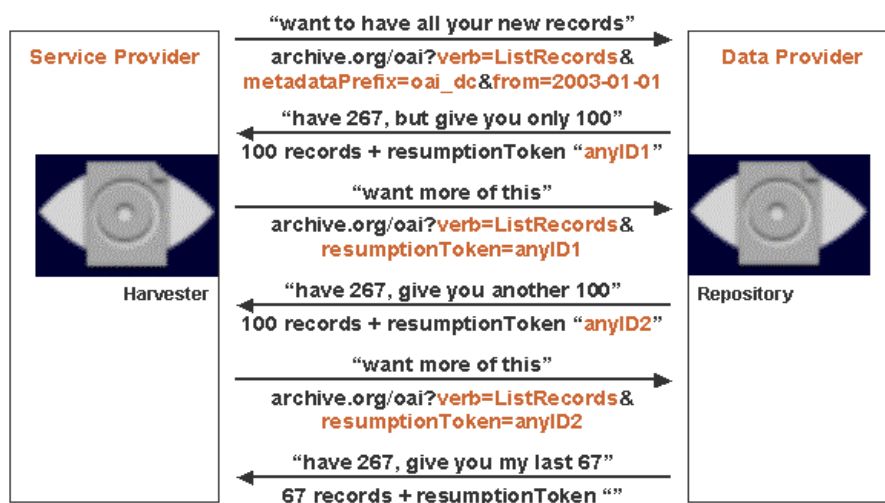 “want to have all your new records”
Service Provider
Data Provider
archive.org/oai?verb=ListRecords&
metadataPrefix=oai_dc&from=2003-01-01
“have 267, but give you only 100”
100 records + resumptionToken “anyID1”
“want more of this”
archive.org/oai?verb=ListRecords&
resumptionToken=anyID1
Harvester
Repository
“have 267, give you another 100”
100 records + resumptionToken “anyID2”
“want more of this”
archive.org/oai?verb=ListRecords&
resumptionToken=anyID2
“have 267, give you my last 67”
67 records + resumptionToken “”